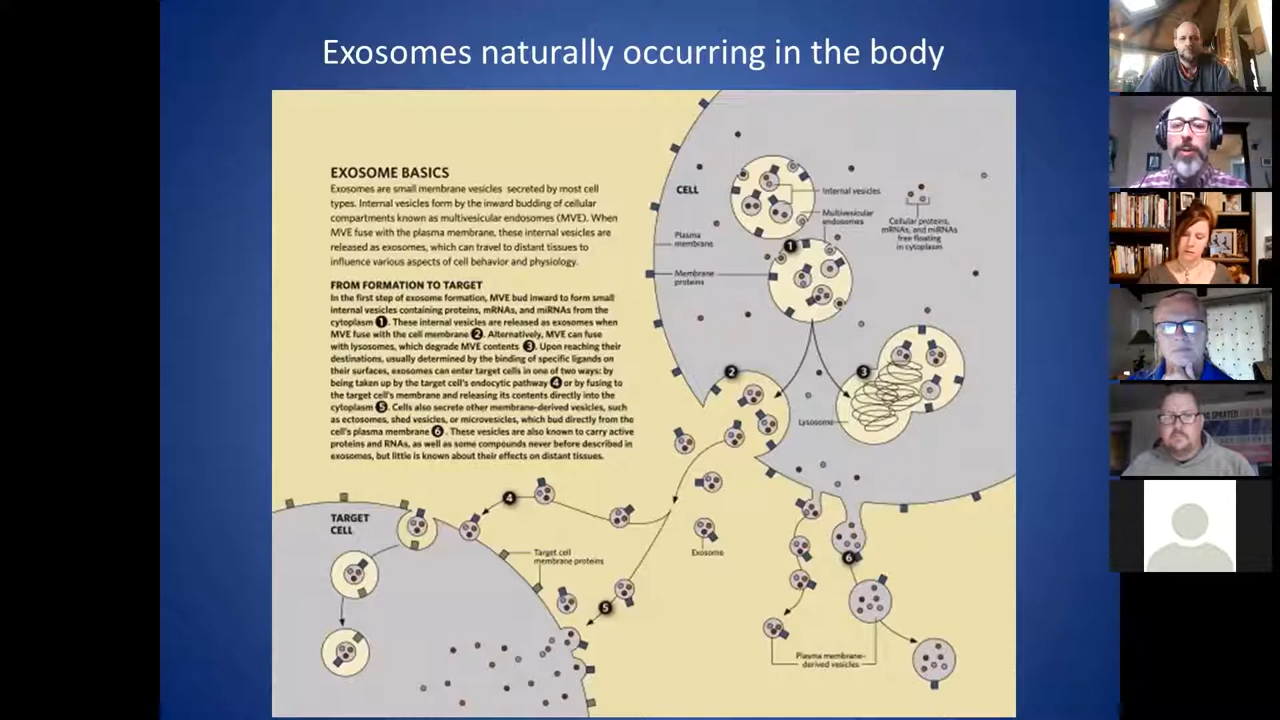 Exosomes naturally occurring in the body
EXOSOME BASICS
Exosomes are small membrane vesicles secreted by most cell
types. Internal vesicles form by the inward budding of cellular
compartments known as multivesicular endosomes (MVE). When
MVE fuse with the plasma membrane, these internal vesicles are
released as exosomes, which can travel to distant tissues to
influence various aspects of cell behavior and physiology.
FROM FORMATION TO TARGET
In the first step of exosome formation, MVE bud inward to form small
internal vesicles containing proteins, mRNAs, and miRNAs from the
cytoplasm 1. These internal vesicles are released as exosomes when
MVE fuse with the cell membrane 2. Alternatively, MVE can fuse
with lysosomes, which degrade MVE contents 3. Upon reaching their
destinations, usually determined by the binding of specific ligands on
their surfaces, exosomes can enter target cells in one of two ways: by
being taken up by the target cell's endocytic pathway 4 or by fusing to
the target cell's membrane and releasing its contents directly into the
cytoplasm 5. Cells also secrete other membrane-derived vesicles, such
as ectosomes, shed vesicles, or microvesicles, which bud directly from the
cell's plasma membrane 6. These vesicles are also known to carry active
proteins and RNAs, as well as some compounds never before described in
exosomes, but little is known about their effects on distant tissues.
CELL
Internal vesicles
Multivesicular
endosomes
Cellular proteins,
mRNAs, and miRNAs
free floating
in cytoplasm
Plasma
membrane
1
Membrane
proteins
2
3
Lysosome
4
TARGET
CELL
Target cell
membrane proteins
Exosome
6
5
Plasma membrane-
derived vesicles